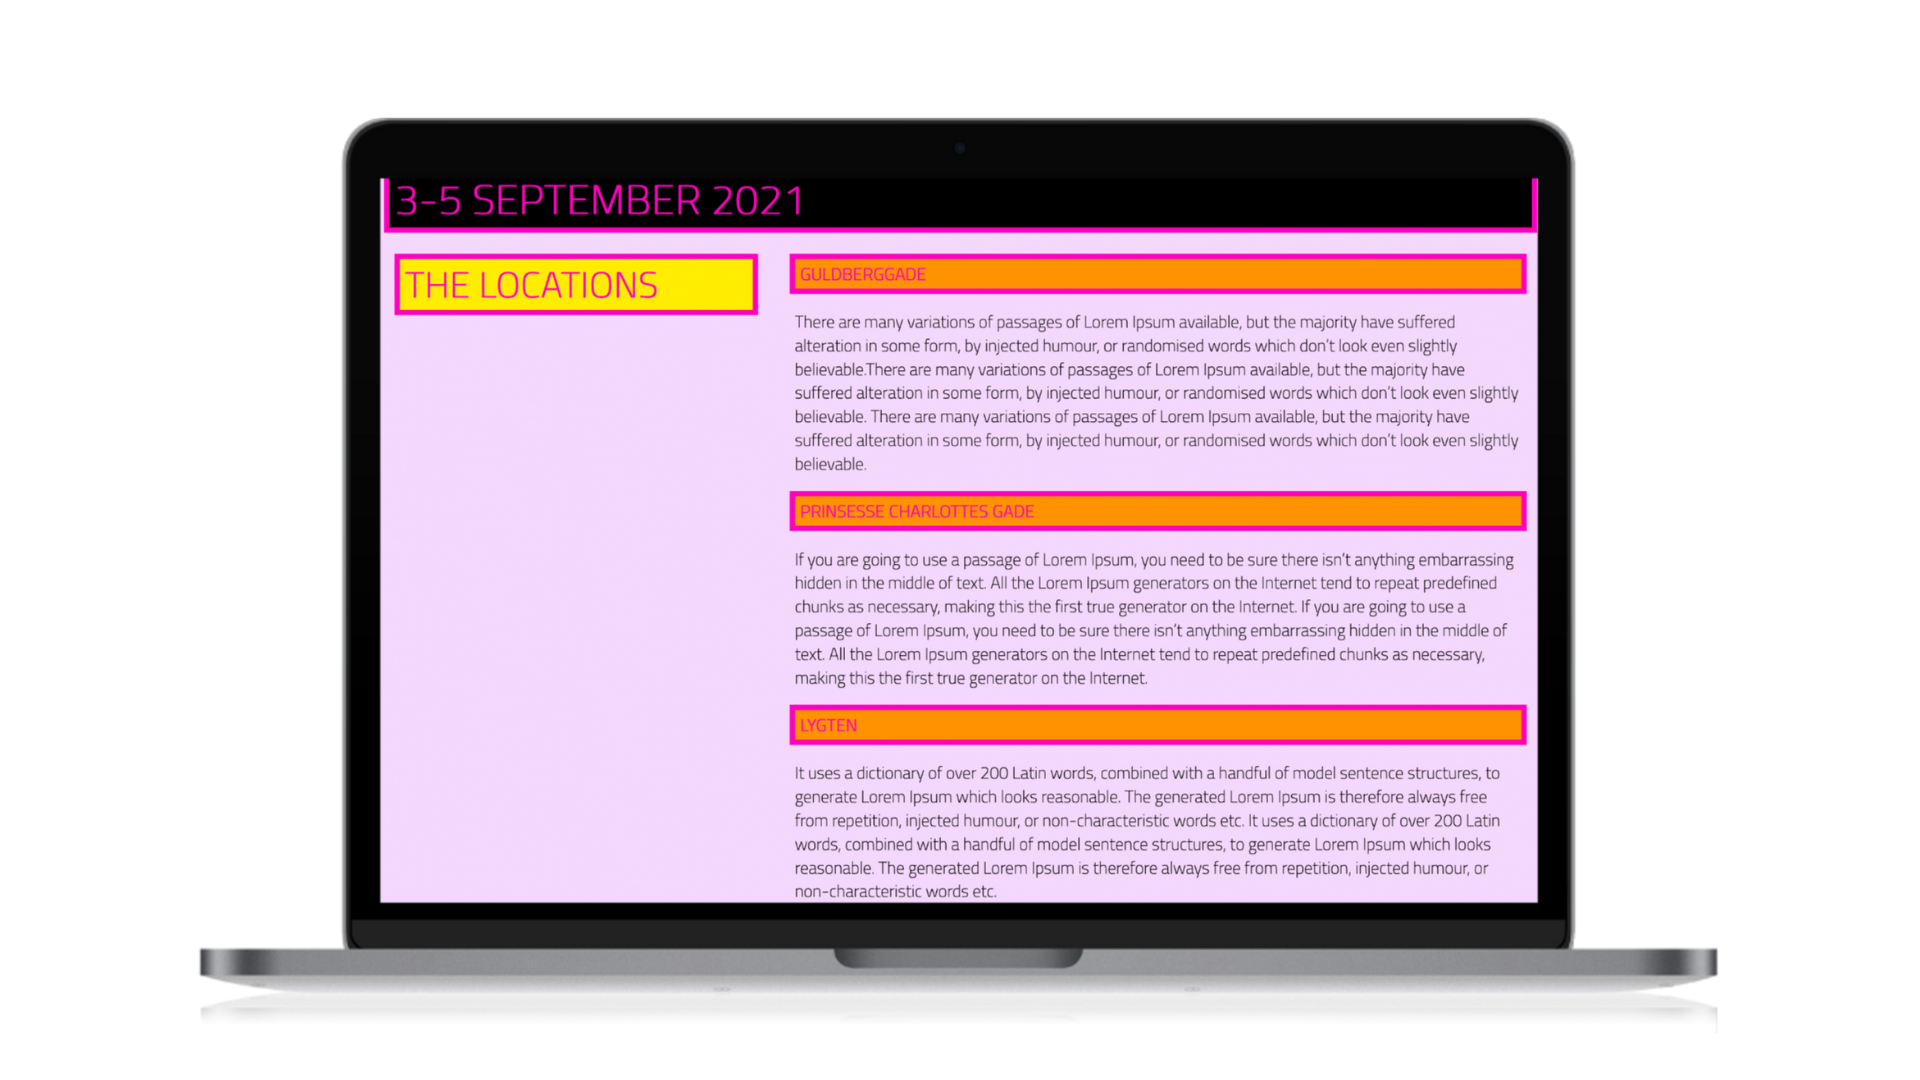 3-5 SEPTEMBER 2021
THE LOCATIONS
GULDBERGGADE
There are many variations of passages of Lorem Ipsum available, but the majority have suffered
alteration in some form, by injected humour, or randomised words which don't look even slightly
believable.There are many variations of passages of Lorem Ipsum available, but the majority have
suffered alteration in some form, by injected humour, or randomised words which don't look even slightly
believable. There are many variations of passages of Lorem Ipsum available, but the majority have
suffered alteration in some form, by injected humour, or randomised words which don't look even slightly
believable.
PRINSESSE CHARLOTTES GADE
If you are going to use a passage of Lorem Ipsum, you need to be sure there isn't anything embarrassing
hidden in the middle of text. All the Lorem Ipsum generators on the Internet tend to repeat predefined
chunks as necessary, making this the first true generator on the Internet. If you are going to use a
passage of Lorem Ipsum, you need to be sure there isn't anything embarrassing hidden in the middle of
text. All the Lorem Ipsum generators on the Internet tend to repeat predefined chunks as necessary,
making this the first true generator on the Internet.
LYGTEN
It uses a dictionary of over 200 Latin words, combined with a handful of model sentence structures, to
generate Lorem Ipsum which looks reasonable. The generated Lorem Ipsum is therefore always free
from repetition, injected humour, or non-characteristic words etc. It uses a dictionary of over 200 Latin
words, combined with a handful of model sentence structures, to generate Lorem Ipsum which looks
reasonable. The generated Lorem Ipsum is therefore always free from repetition, injected humour, or
non-characteristic words etc.